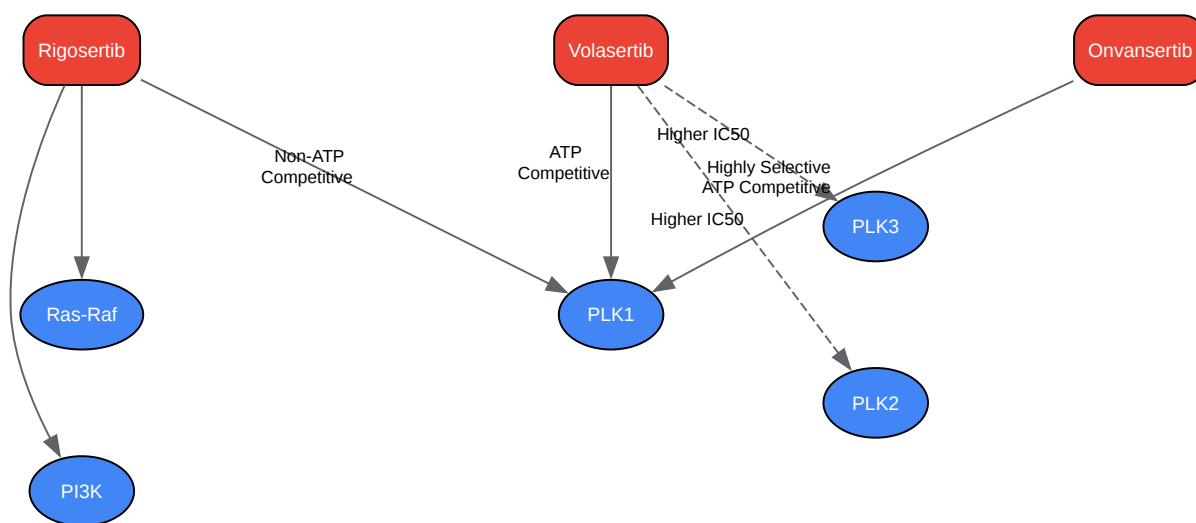 Rigosertib
Volasertib
Onvansertib
Higher IC50
Non-ATP
Competitive
ATP
Competitive
Highly Selective
ATP Competitive
Higher IC50
PLK3
Ras-Raf
PLK1
PLK2
PI3K